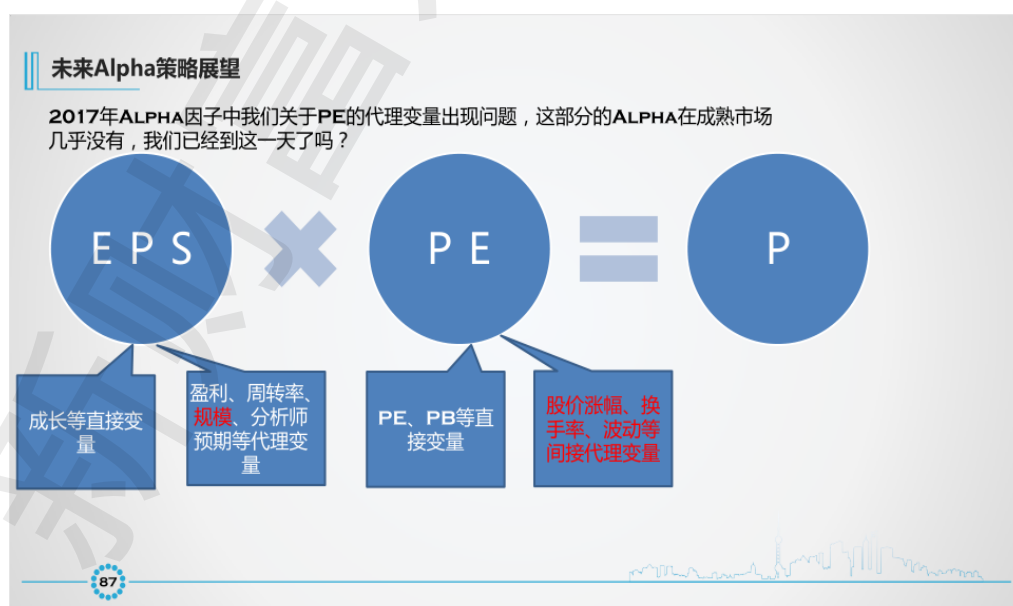 未来Alpha策略展望
2017年ALPHA因子中我们关于PE的代理变量出现问题，这部分的ALPHA在成熟市场
几乎没有，我们已经到这一天了吗？
EPS
PE
P
成长等直接变
量
盈利、周转率、
规模、分析师
预期等代理变
量
PE、PB等直
接变量
股价涨幅、换
手率、波动等
间接代理变量
87